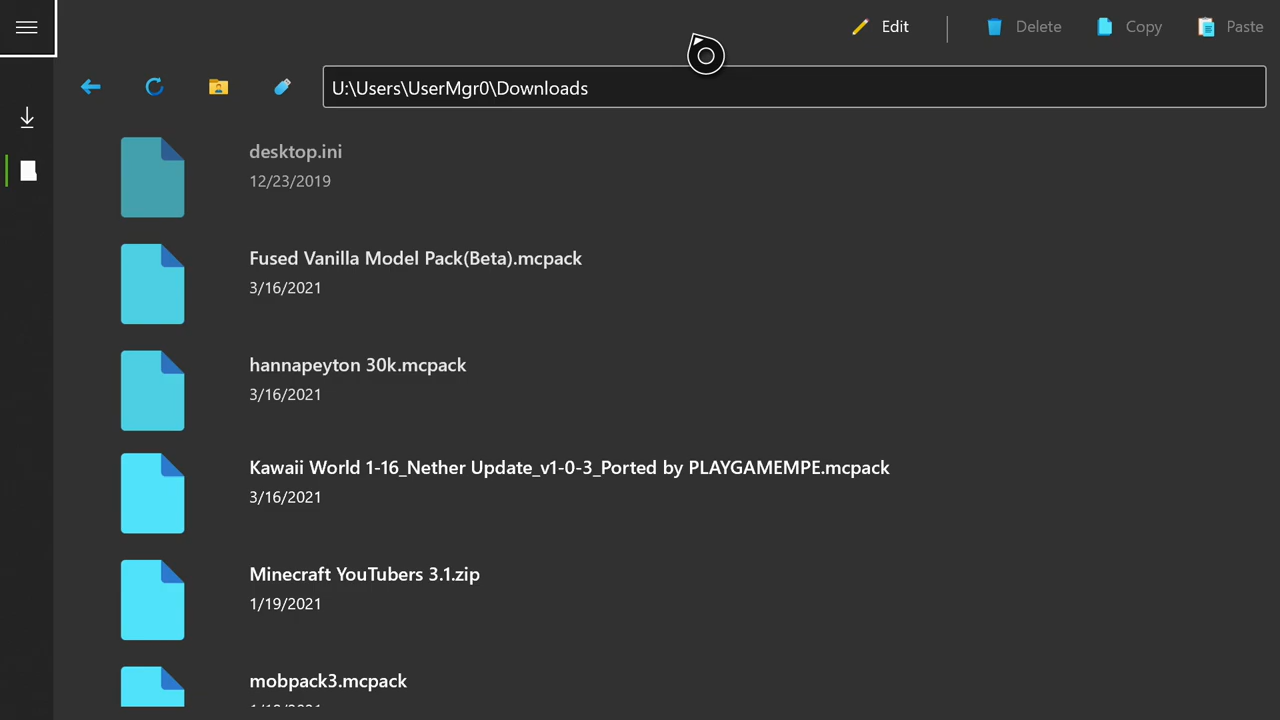 Edit
Delete
Copy
Paste
U:\Users\UserMgr0\Downloads
desktop.ini
12/23/2019
Fused Vanilla Model Pack(Beta).mcpack
3/16/2021
hannapeyton 30k.mcpack
3/16/2021
Kawaii World 1-16_Nether Update_v1-0-3_Ported by PLAYGAMEMPE.mcpack
3/16/2021
Minecraft YouTubers 3.1.zip
1/19/2021
mobpack3.mcpack